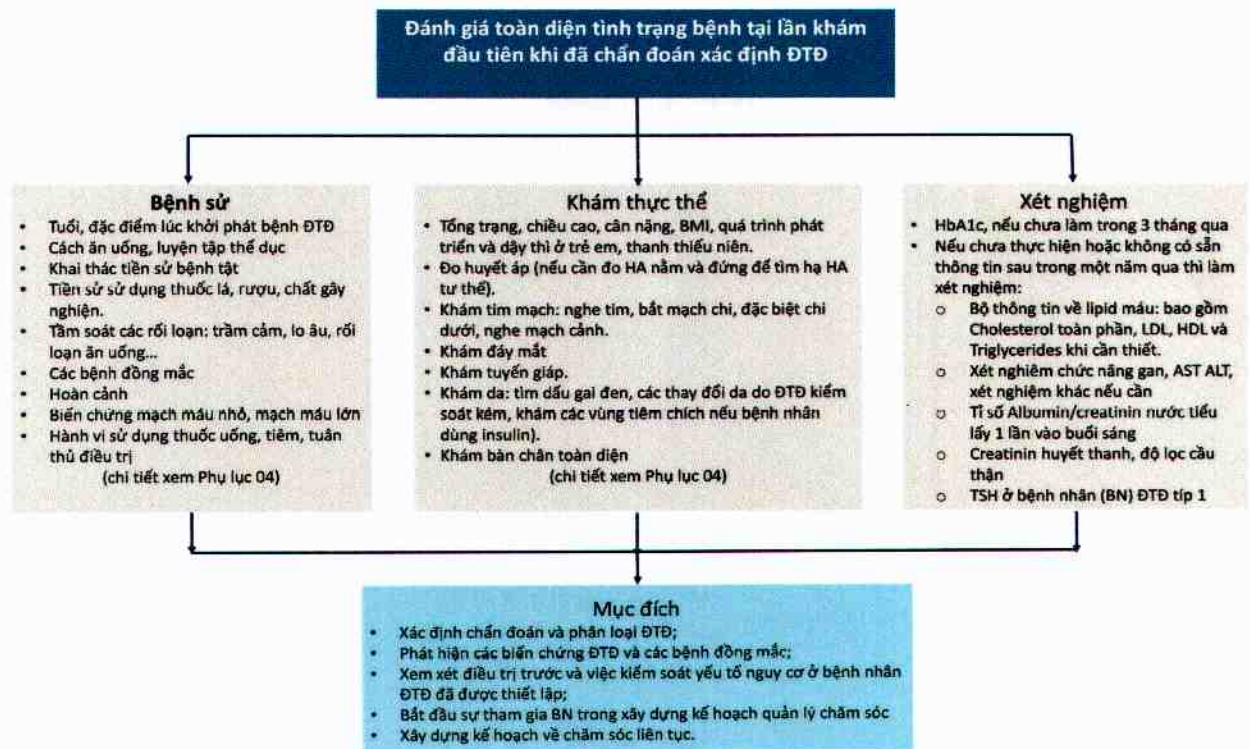 Đánh giá toàn diện tình trạng bệnh tại lần khám
đầu tiên khi đã chẩn đoán xác định ĐTĐ
Bệnh sử
• Tuổi, đặc điểm lúc khởi phát bệnh ĐTĐ
• Cách ăn uống, luyện tập thể dục
• Khai thác tiền sử bệnh tật
• Tiền sử sử dụng thuốc lá, rượu, chất gây
nghiện.
• Tầm soát các rối loạn: trầm cảm, lo âu, rối
loạn ăn uống...
• Các bệnh đồng mắc
• Hoàn cảnh
• Biến chứng mạch máu nhỏ, mạch máu lớn
• Hành vi sử dụng thuốc uống, tiêm, tuân
thủ điều trị
(chi tiết xem Phụ lục 04)
Khám thực thể
• Tổng trạng, chiều cao, cân nặng, BMI, quá trình phát
triển và dậy thì ở trẻ em, thanh thiếu niên.
• Đo huyết áp (nếu cần đo HA nằm và đứng để tìm hạ HA
tư thế).
• Khám tim mạch: nghe tim, bắt mạch chi, đặc biệt chi
dưới, nghe mạch cảnh.
• Khám đáy mắt
• Khám tuyến giáp.
• Khám da: tìm dấu gai đen, các thay đổi da do ĐTĐ kiểm
soát kém, khám các vùng tiêm chích nếu bệnh nhân
dùng insulin).
• Khám bàn chân toàn diện
(chi tiết xem Phụ lục 04)
Xét nghiệm
• HbA1c, nếu chưa làm trong 3 tháng qua
• Nếu chưa thực hiện hoặc không có sẵn
thông tin sau trong một năm qua thì làm
xét nghiệm:
o Bộ thông tin về lipid máu: bao gồm
Cholesterol toàn phần, LDL, HDL và
Triglycerides khi cần thiết.
o Xét nghiệm chức năng gan, AST ALT,
xét nghiệm khác nếu cần
o Tỉ số Albumin/creatinin nước tiểu
lấy 1 lần vào buổi sáng
o Creatinin huyết thanh, độ lọc cầu
thận
o TSH ở bệnh nhân (BN) ĐTĐ típ 1
Mục đích
• Xác định chẩn đoán và phân loại ĐTĐ;
• Phát hiện các biến chứng ĐTĐ và các bệnh đồng mắc;
• Xem xét điều trị trước và việc kiểm soát yếu tố nguy cơ ở bệnh nhân
ĐTĐ đã được thiết lập;
• Bắt đầu sự tham gia BN trong xây dựng kế hoạch quản lý chăm sóc
• Xây dựng kế hoạch về chăm sóc liên tục.